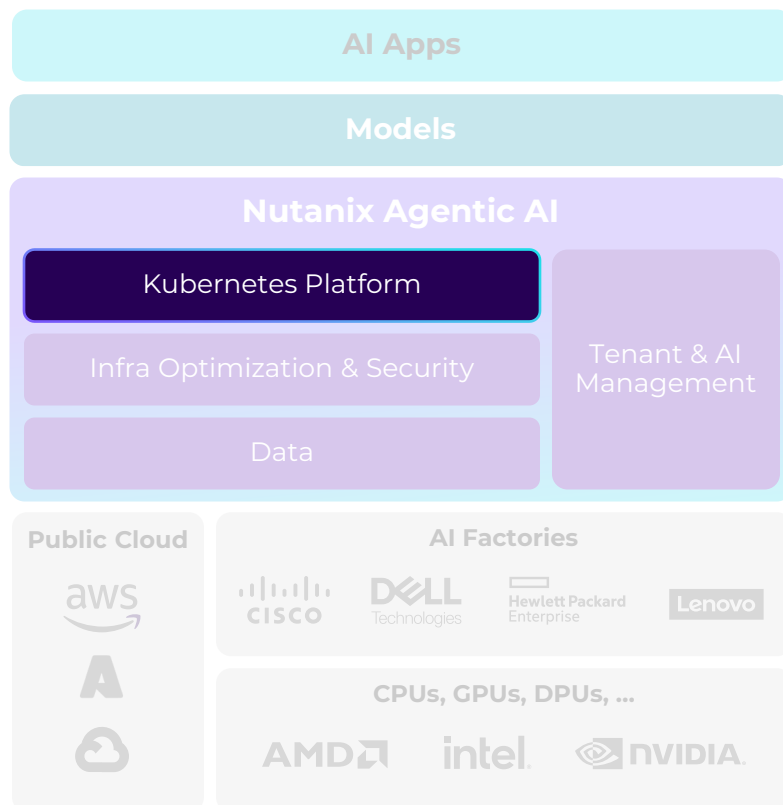 AI Apps
Models
Nutanix Agentic AI
Kubernetes Platform
Infra Optimization & Security
Data
Tenant & AI
Management
Public Cloud
aws
AI Factories
CISCO
DELL
Technologies
Hewlett Packard
Enterprise
Lenovo
CPUs, GPUs, DPUs, ...
AMD
intel.
NVIDIA.